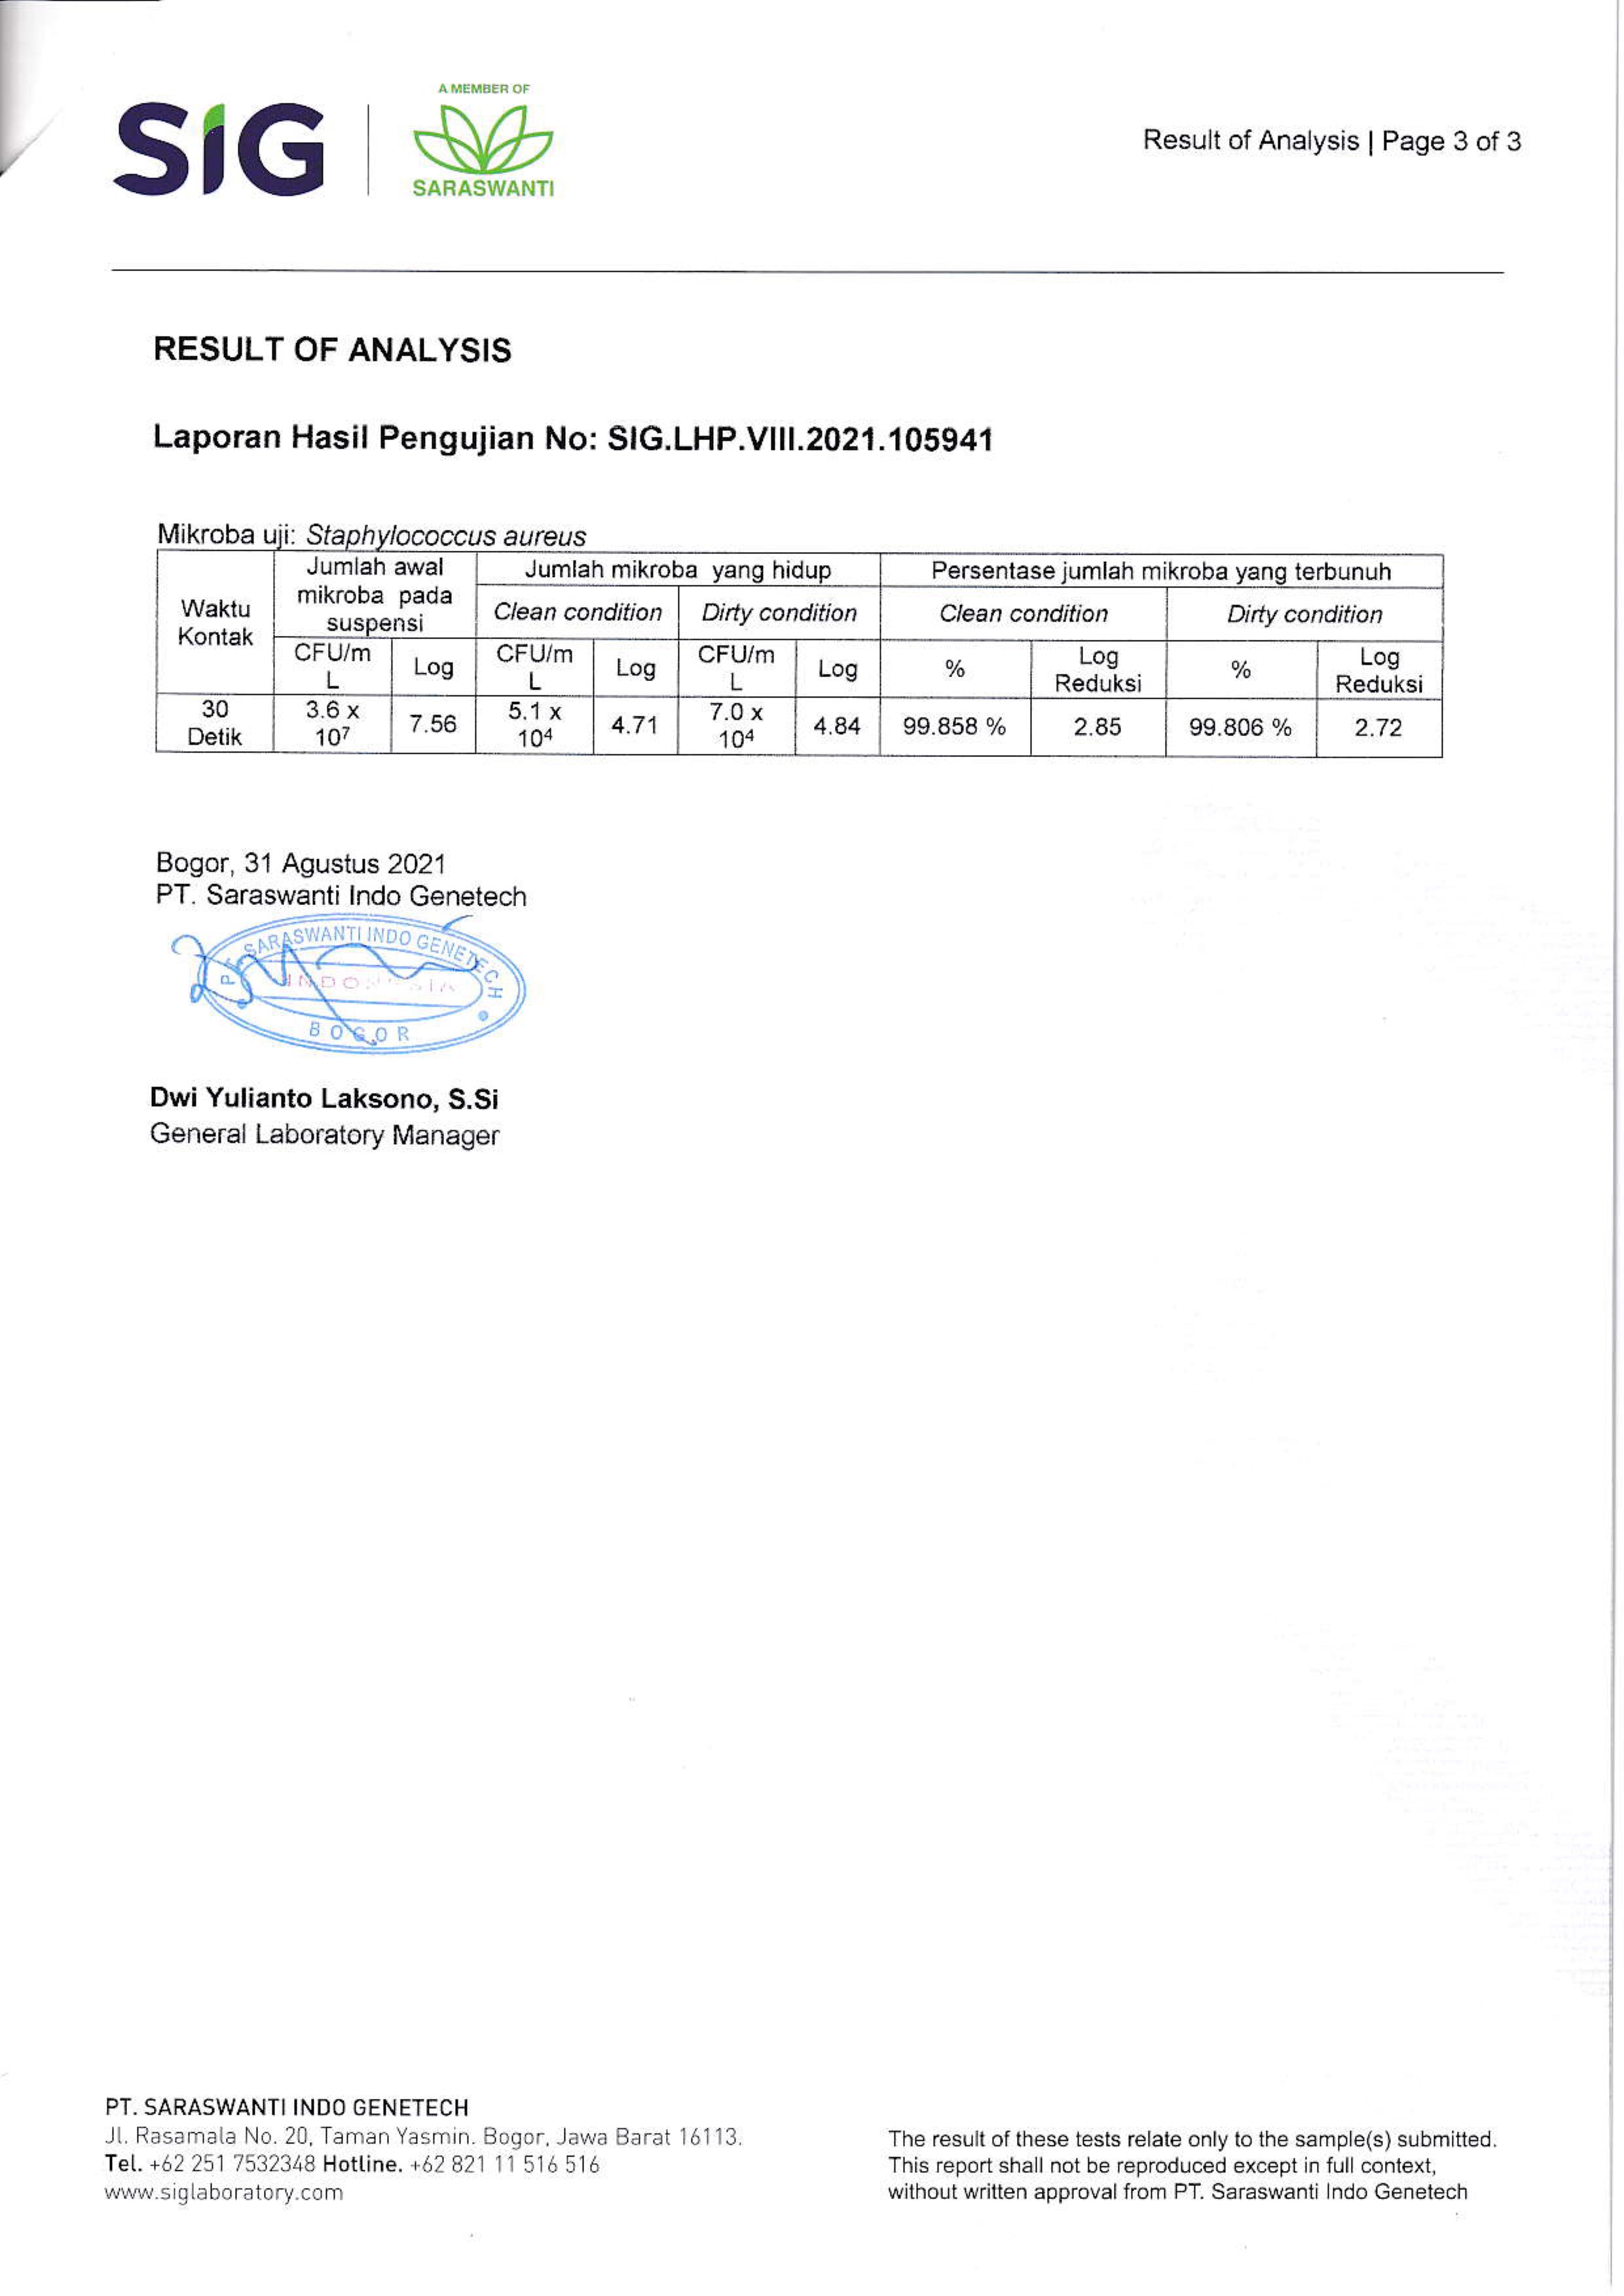 A MEMBER OF
SIG
SARASWANTI
Result of Analysis | Page 3 of 3
RESULT OF ANALYSIS
Laporan Hasil Pengujian No: SIG.LHP.VIII.2021.105941
Mikroba uji: Staphylococcus aureus
Waktu Kontak
Jumlah awal mikroba pada suspensi
Jumlah mikroba yang hidup
Persentase jumlah mikroba yang terbunuh
Clean condition
Dirty condition
Clean condition
Dirty condition
CFU/mL
Log
CFU/mL
Log
CFU/mL
Log
%
Log Reduksi
%
Log Reduksi
30 Detik
3.6 x 10⁷
7.56
5.1 x 10⁴
4.71
7.0 x 10⁴
4.84
99.858 %
2.85
99.806 %
2.72
Bogor, 31 Agustus 2021
PT. Saraswanti Indo Genetech
PT. SARASWANTI INDO GENETECH
BOGOR
Dwi Yulianto Laksono, S.Si
General Laboratory Manager
PT. SARASWANTI INDO GENETECH
Jl. Rasamala No. 20, Taman Yasmin. Bogor, Jawa Barat 16113.
Tel. +62 251 7532348 Hotline. +62 821 11 516 516
www.siglaboratory.com
The result of these tests relate only to the sample(s) submitted.
This report shall not be reproduced except in full context,
without written approval from PT. Saraswanti Indo Genetech